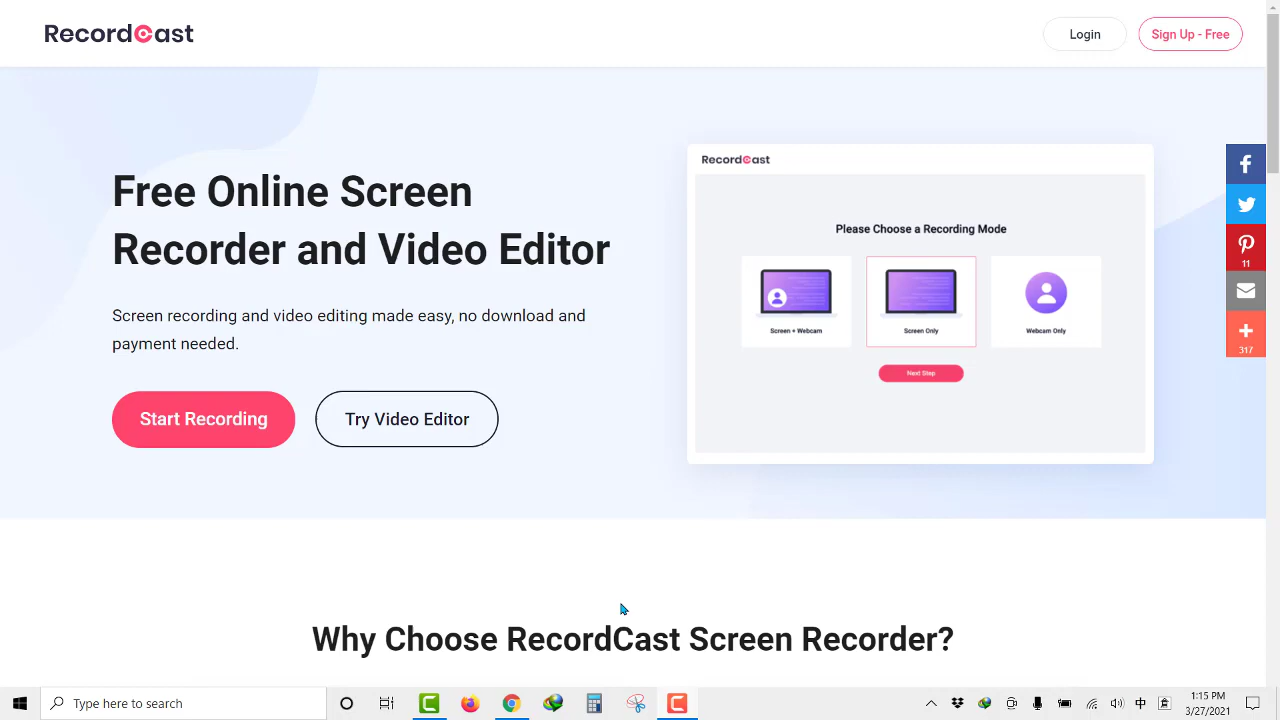 RecordCast
Login
Sign Up - Free
Free Online Screen
Recorder and Video Editor
Screen recording and video editing made easy, no download and
payment needed.
Start Recording
Try Video Editor
RecordCast
Please Choose a Recording Mode
Screen + Webcam
Screen Only
Webcam Only
Next Step
11
317
Why Choose RecordCast Screen Recorder?
Type here to search
中
1:15 PM
3/27/2021